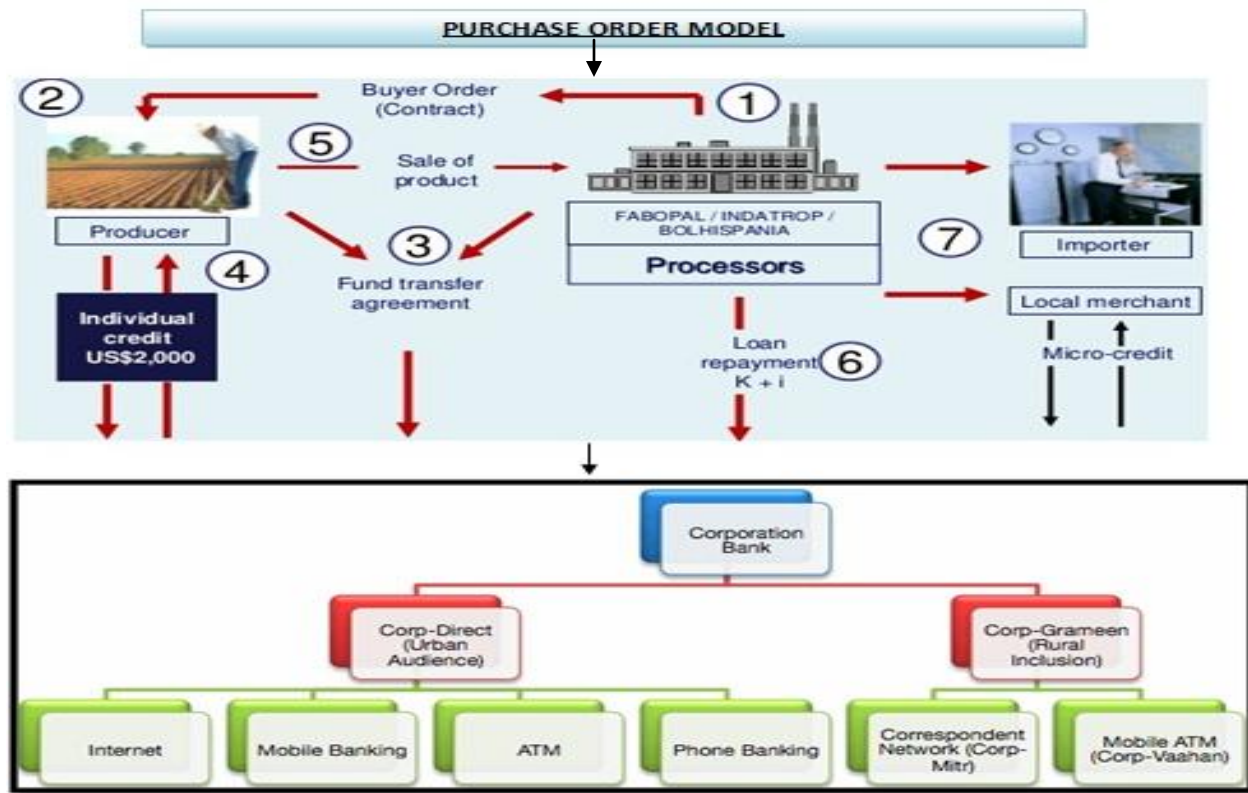 PURCHASE ORDER MODEL
2
Buyer Order
(Contract)
1
5
Sale of
product
Producer
FABOPAL / INDATROP /
BOLHISPANIA
Processors
7
Importer
3
Fund transfer
agreement
4
Individual
credit
US$2,000
Local merchant
Loan
repayment
K + i
6
Micro-credit
Corporation
Bank
Corp-Direct
(Urban
Audience)
Corp-Grameen
(Rural
Inclusion)
Internet
Mobile Banking
ATM
Phone Banking
Correspondent
Network (Corp-
Mitr)
Mobile ATM
(Corp-Vaahan)